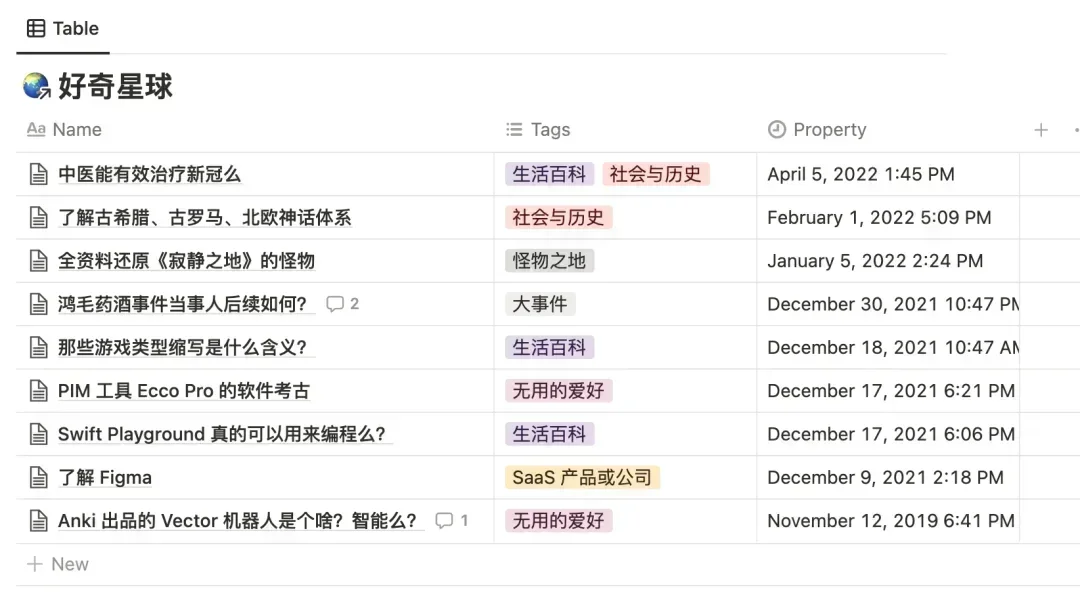 Table
好奇星球
Aa Name Tags Property
中医能有效治疗新冠么 生活百科 社会与历史 April 5, 2022 1:45 PM
了解古希腊、古罗马、北欧神话体系 社会与历史 February 1, 2022 5:09 PM
全资料还原《寂静之地》的怪物 怪物之地 January 5, 2022 2:24 PM
鸿毛药酒事件当事人后续如何？ 2 大事件 December 30, 2021 10:47 PM
那些游戏类型缩写是什么含义？ 生活百科 December 18, 2021 10:47 AM
PIM 工具 Ecco Pro 的软件考古 无用的爱好 December 17, 2021 6:21 PM
Swift Playground 真的可以用来编程么？ 生活百科 December 17, 2021 6:06 PM
了解 Figma SaaS 产品或公司 December 9, 2021 2:18 PM
Anki 出品的 Vector 机器人是个啥？智能么？ 1 无用的爱好 November 12, 2019 6:41 PM
New